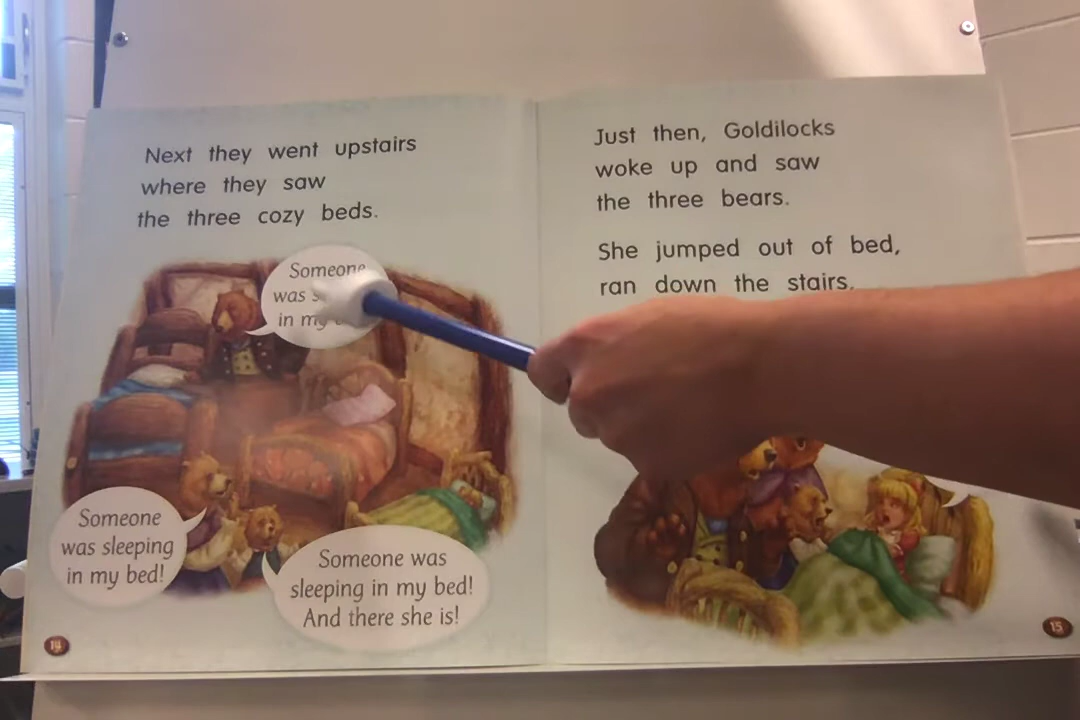 Next they went upstairs
where they saw
the three cozy beds.
Someone
was
in my
Someone
was sleeping
in my bed!
Someone was
sleeping in my bed!
And there she is!
14
Just then, Goldilocks
woke up and saw
the three bears.
She jumped out of bed,
ran down the stairs.
15